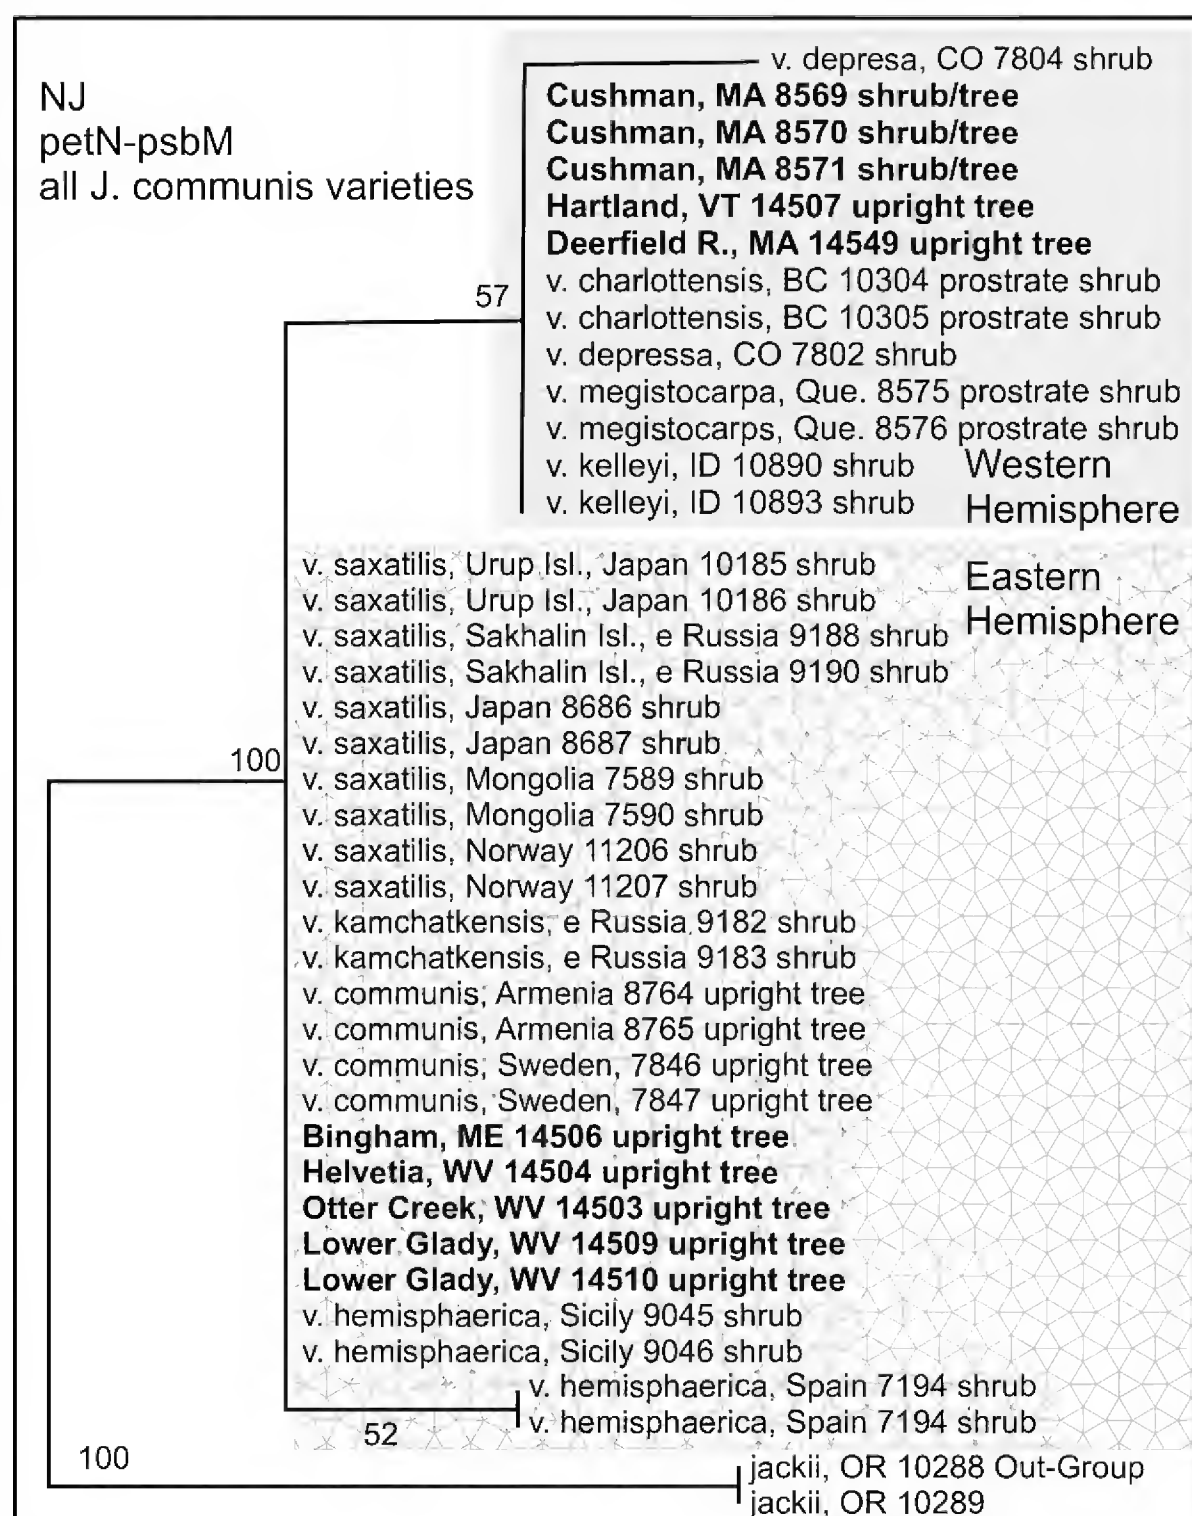 NJ
petN-psbM
all J. communis varieties
v. depresa, CO 7804 shrub
Cushman, MA 8569 shrub/tree
Cushman, MA 8570 shrub/tree
Cushman, MA 8571 shrub/tree
Hartland, VT 14507 upright tree
Deerfield R., MA 14549 upright tree
v. charlottensis, BC 10304 prostrate shrub
57
v. charlottensis, BC 10305 prostrate shrub
v. depressa, CO 7802 shrub
v. megistocarpa, Que. 8575 prostrate shrub
v. megistocarps, Que. 8576 prostrate shrub
v. kelleyi, ID 10890 shrub
v. kelleyi, ID 10893 shrub
Western
Hemisphere
v. saxatilis, Urup Isl., Japan 10185 shrub
v. saxatilis, Urup Isl., Japan 10186 shrub
Eastern
Hemisphere
v. saxatilis, Sakhalin Isl., e Russia 9188 shrub
v. saxatilis, Sakhalin Isl., e Russia 9190 shrub
v. saxatilis, Japan 8686 shrub
v. saxatilis, Japan 8687 shrub
100
v. saxatilis, Mongolia 7589 shrub
v. saxatilis, Mongolia 7590 shrub
v. saxatilis, Norway 11206 shrub
v. saxatilis, Norway 11207 shrub
v. kamchatkensis, e Russia 9182 shrub
v. kamchatkensis, e Russia 9183 shrub
v. communis, Armenia 8764 upright tree
v. communis, Armenia 8765 upright tree
v. communis, Sweden, 7846 upright tree
v. communis, Sweden, 7847 upright tree
Bingham, ME 14506 upright tree
Helvetia, WV 14504 upright tree
Otter Creek, WV 14503 upright tree
Lower Glady, WV 14509 upright tree
Lower Glady, WV 14510 upright tree
v. hemisphaerica, Sicily 9045 shrub
v. hemisphaerica, Sicily 9046 shrub
v. hemisphaerica, Spain 7194 shrub
v. hemisphaerica, Spain 7194 shrub
52
100
jackii, OR 10288 Out-Group
jackii, OR 10289